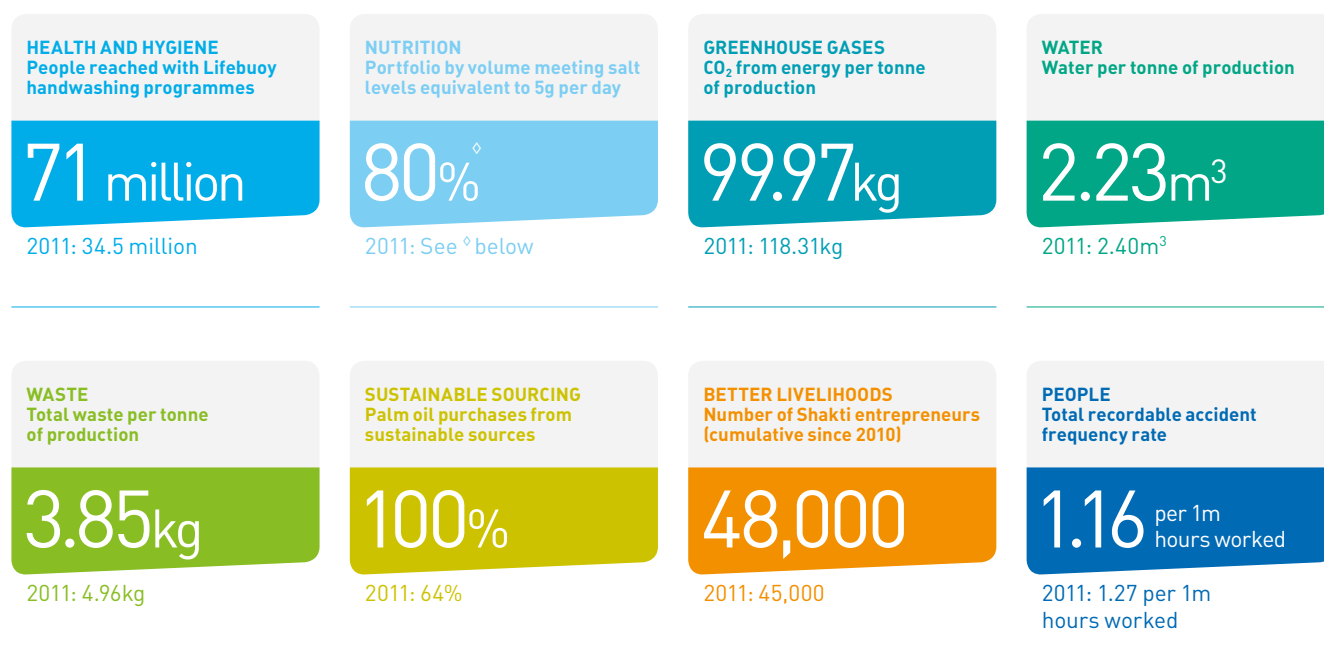 HEALTH AND HYGIENE
People reached with Lifebuoy
handwashing programmes
71 million
2011: 34.5 million
NUTRITION
Portfolio by volume meeting salt
levels equivalent to 5g per day
80%◊
2011: See ◊ below
GREENHOUSE GASES
CO₂ from energy per tonne
of production
99.97kg
2011: 118.31kg
WATER
Water per tonne of production
2.23m³
2011: 2.40m³
WASTE
Total waste per tonne
of production
3.85kg
2011: 4.96kg
SUSTAINABLE SOURCING
Palm oil purchases from
sustainable sources
100%
2011: 64%
BETTER LIVELIHOODS
Number of Shakti entrepreneurs
(cumulative since 2010)
48,000
2011: 45,000
PEOPLE
Total recordable accident
frequency rate
1.16 per 1m
hours worked
2011: 1.27 per 1m
hours worked